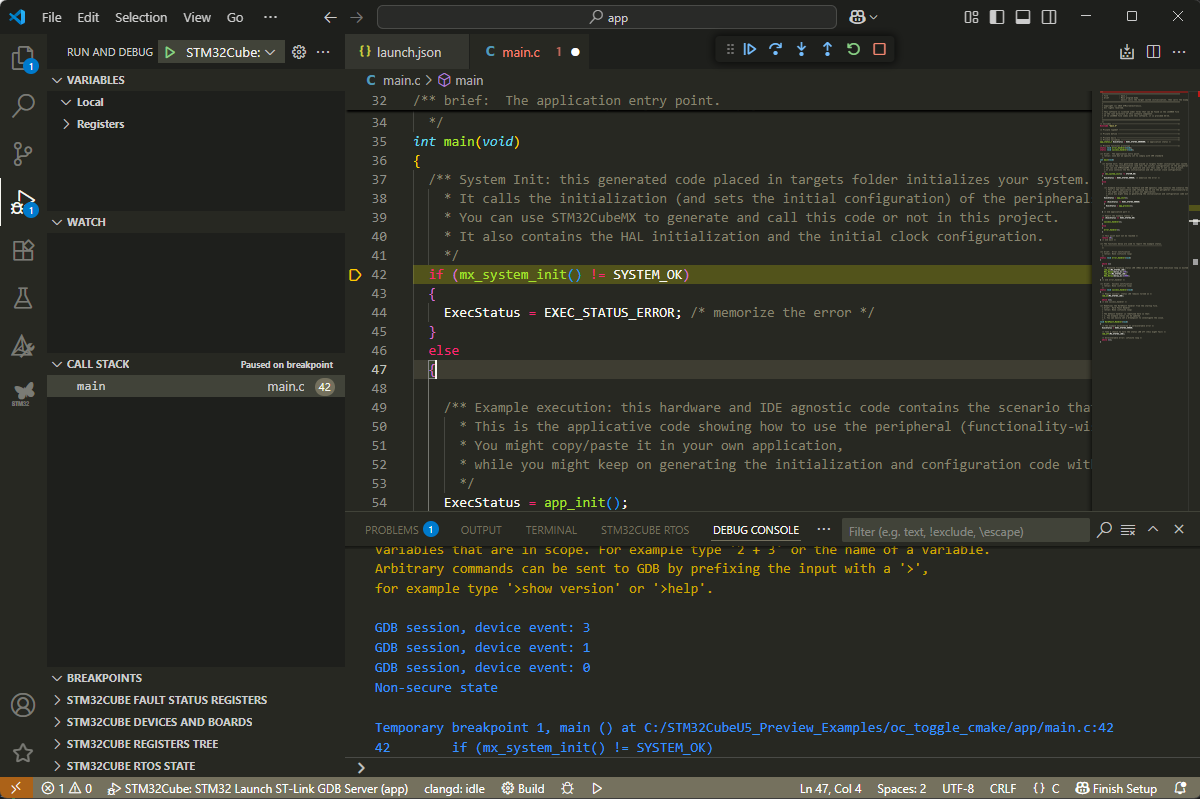 File Edit Selection View Go ··· app
1 RUN AND DEBUG STM32Cube: ···
{} launch.json C main.c 1
C main.c > main
VARIABLES
Local
Registers
WATCH
CALL STACK Paused on breakpoint
main main.c 42
1
STM32
BREAKPOINTS
STM32CUBE FAULT STATUS REGISTERS
STM32CUBE DEVICES AND BOARDS
STM32CUBE REGISTERS TREE
STM32CUBE RTOS STATE
32 /** brief: The application entry point.
34 */
35 int main(void)
36 {
37 /** System Init: this generated code placed in targets folder initializes your system.
38 * It calls the initialization (and sets the initial configuration) of the peripheral
39 * You can use STM32CubeMX to generate and call this code or not in this project.
40 * It also contains the HAL initialization and the initial clock configuration.
41 */
42 if (mx_system_init() != SYSTEM_OK)
43 {
44 ExecStatus = EXEC_STATUS_ERROR; /* memorize the error */
45 }
46 else
47 {
48
49 /** Example execution: this hardware and IDE agnostic code contains the scenario tha
50 * This is the applicative code showing how to use the peripheral (functionality-wi
51 * You might copy/paste it in your own application,
52 * while you might keep on generating the initialization and configuration code wit
53 */
54 ExecStatus = app_init();
PROBLEMS 1 OUTPUT TERMINAL STM32CUBE RTOS DEBUG CONSOLE ··· Filter (e.g. text, !exclude, \escape)
variables that are in scope. For example type '2 + 3' or the name of a variable.
Arbitrary commands can be sent to GDB by prefixing the input with a '>',
for example type '>show version' or '>help'.
GDB session, device event: 3
GDB session, device event: 1
GDB session, device event: 0
Non-secure state
Temporary breakpoint 1, main () at C:/STM32CubeU5_Preview_Examples/oc_toggle_cmake/app/main.c:42
42 if (mx_system_init() != SYSTEM_OK)
1 0 STM32Cube: STM32 Launch ST-Link GDB Server (app) clangd: idle Build Ln 47, Col 4 Spaces: 2 UTF-8 CRLF {} C Finish Setup